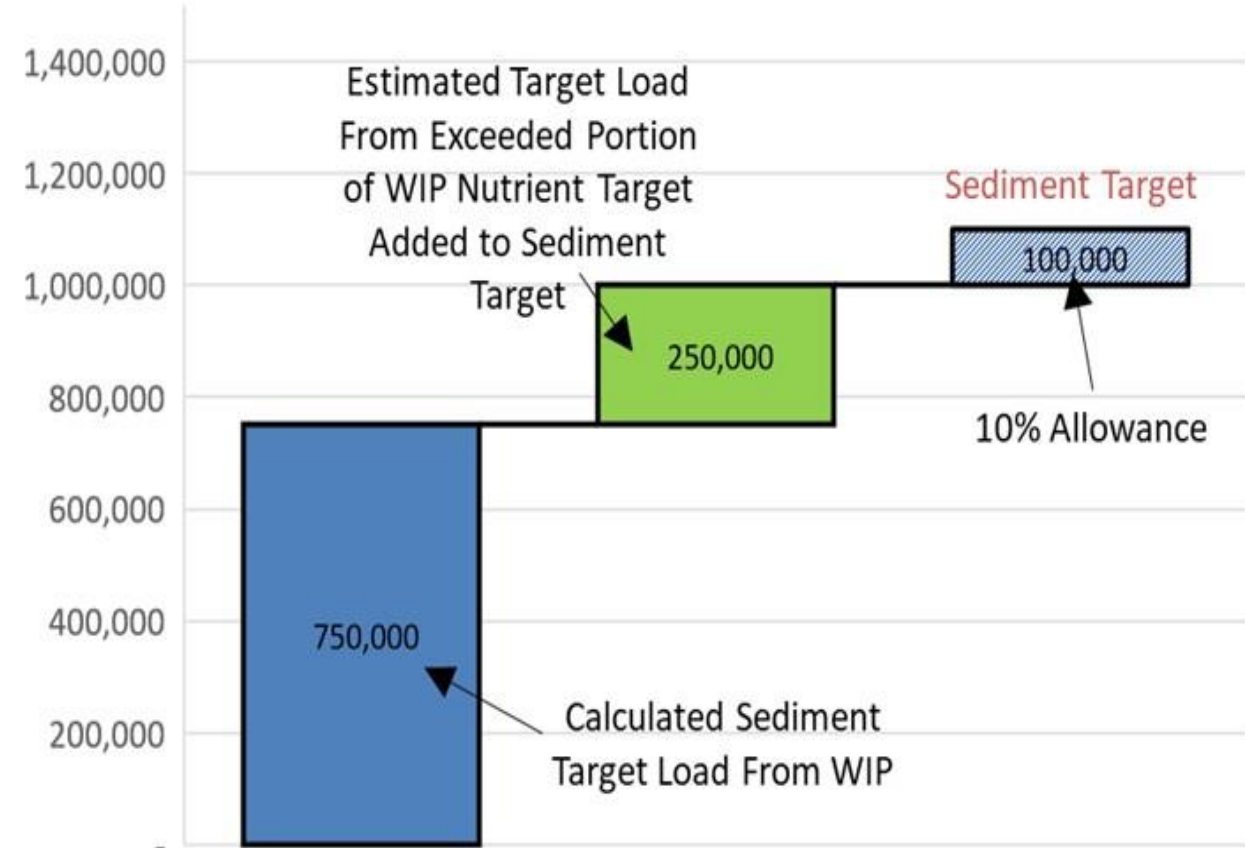 1,400,000
1,200,000
1,000,000
800,000
600,000
400,000
200,000
-
Estimated Target Load
From Exceeded Portion
of WIP Nutrient Target
Added to Sediment
Target
Sediment Target
100,000
250,000
10% Allowance
750,000
Calculated Sediment
Target Load From WIP